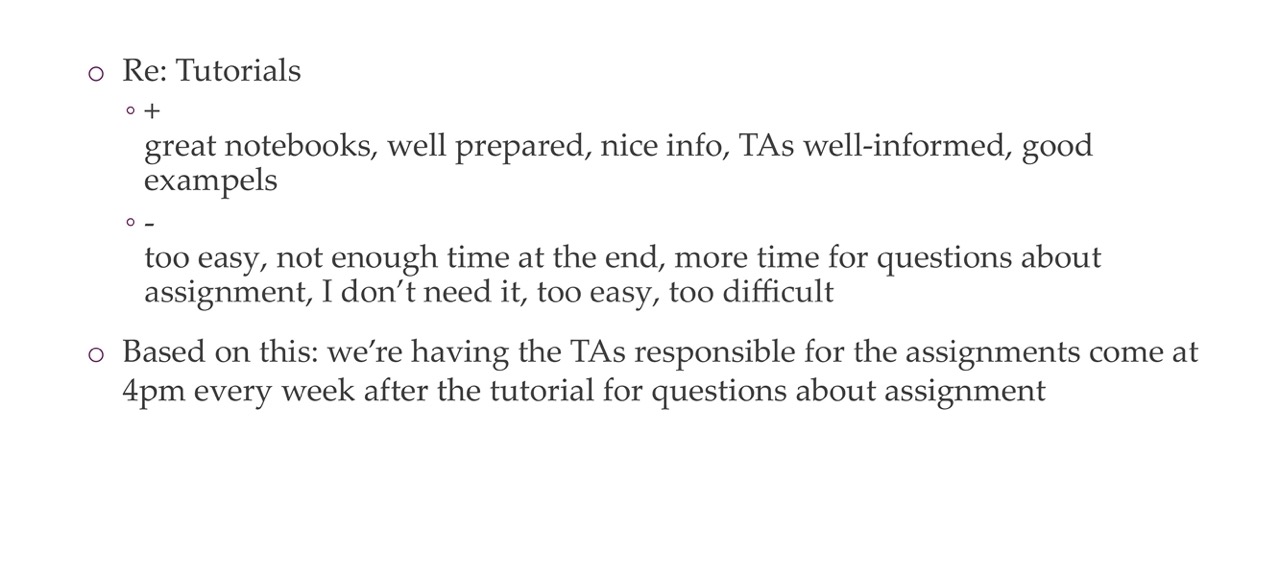 Re: Tutorials
+
great notebooks, well prepared, nice info, TAs well-informed, good
exampels
-
too easy, not enough time at the end, more time for questions about
assignment, I don’t need it, too easy, too difficult
Based on this: we’re having the TAs responsible for the assignments come at
4pm every week after the tutorial for questions about assignment